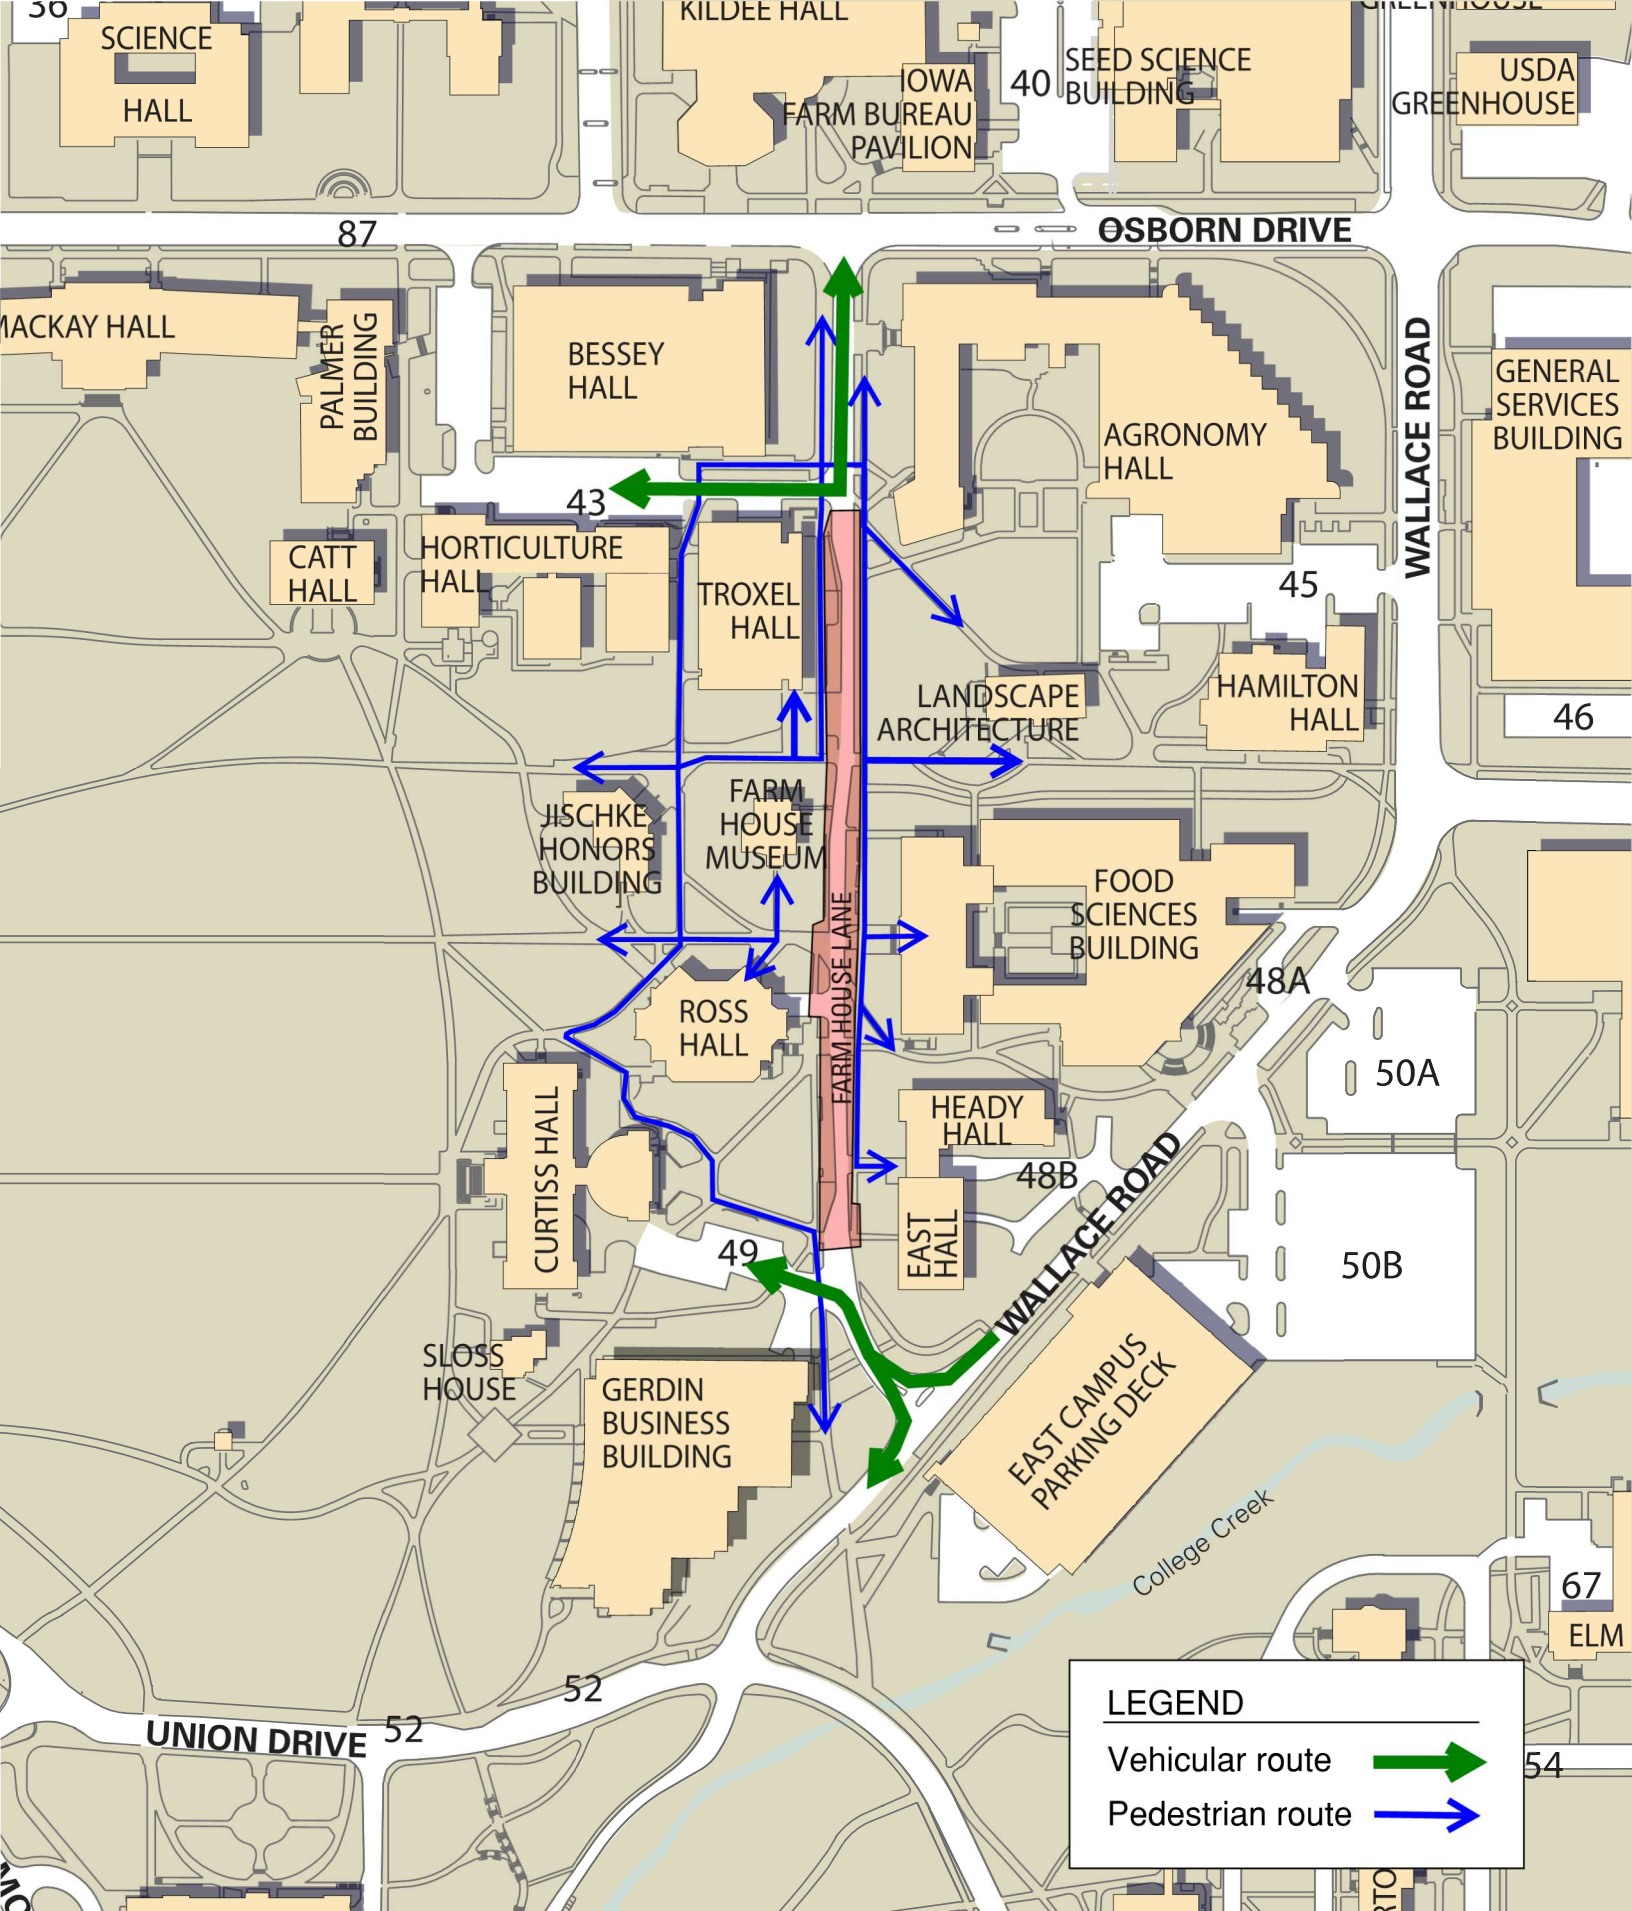 36
SCIENCE
HALL
KILDEE HALL
IOWA
FARM BUREAU
PAVILION
40
SEED SCIENCE
BUILDING
GREENHOUSE
USDA
GREENHOUSE
87
OSBORN DRIVE
MACKAY HALL
PALMER
BUILDING
BESSEY
HALL
AGRONOMY
HALL
WALLACE ROAD
GENERAL
SERVICES
BUILDING
43
CATT
HALL
HORTICULTURE
HALL
TROXEL
HALL
45
LANDSCAPE
ARCHITECTURE
HAMILTON
HALL
46
JISCHKE
HONORS
BUILDING
FARM
HOUSE
MUSEUM
FARM HOUSE LANE
FOOD
SCIENCES
BUILDING
48A
ROSS
HALL
50A
CURTISS HALL
HEADY
HALL
48B
WALLACE ROAD
EAST
HALL
49
50B
SLOSS
HOUSE
GERDIN
BUSINESS
BUILDING
EAST CAMPUS
PARKING DECK
College Creek
67
ELM
52
UNION DRIVE
52
LEGEND
Vehicular route
Pedestrian route
54
MO
RTO